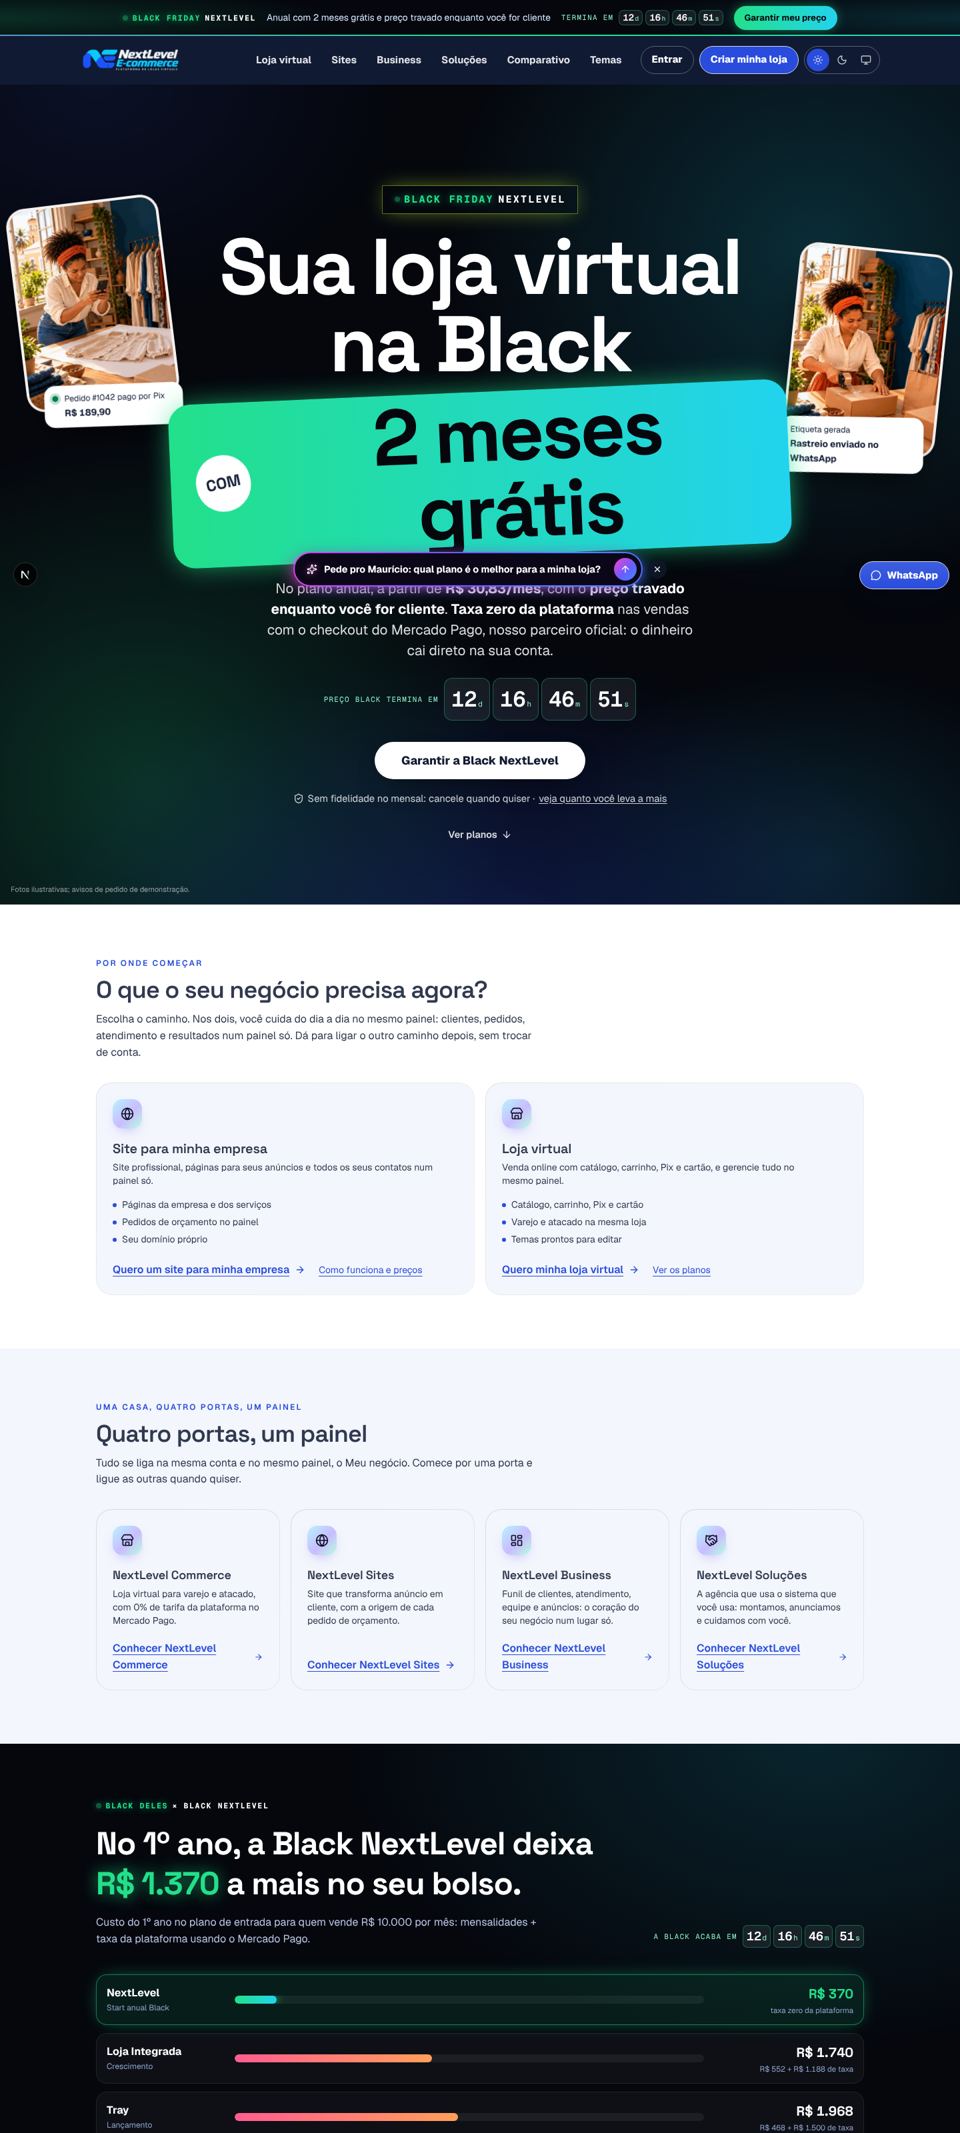 BLACK FRIDAY NEXTLEVEL Anual com 2 meses grátis e preço travado enquanto você for cliente TERMINA EM 12d 16h 46m 51s Garantir meu preço
NextLevel
E-commerce
PLATAFORMA DE LOJAS VIRTUAIS
Loja virtual Sites Business Soluções Comparativo Temas Entrar Criar minha loja
BLACK FRIDAY NEXTLEVEL
Sua loja virtual
na Black
COM
2 meses
grátis
Pedido #1042 pago por Pix
R$ 189,90
Etiqueta gerada
Rastreio enviado no
WhatsApp
N
Pede pro Maurício: qual plano é o melhor para a minha loja?
WhatsApp
No plano anual, a partir de R$ 30,83/mês, com o preço travado
enquanto você for cliente. Taxa zero da plataforma nas vendas
com o checkout do Mercado Pago, nosso parceiro oficial: o dinheiro
cai direto na sua conta.
PREÇO BLACK TERMINA EM 12d 16h 46m 51s
Garantir a Black NextLevel
Sem fidelidade no mensal: cancele quando quiser · veja quanto você leva a mais
Ver planos ↓
Fotos ilustrativas; avisos de pedido de demonstração.
POR ONDE COMEÇAR
O que o seu negócio precisa agora?
Escolha o caminho. Nos dois, você cuida do dia a dia no mesmo painel: clientes, pedidos,
atendimento e resultados num painel só. Dá para ligar o outro caminho depois, sem trocar
de conta.
Site para minha empresa
Site profissional, páginas para seus anúncios e todos os seus contatos num
painel só.
Páginas da empresa e dos serviços
Pedidos de orçamento no painel
Seu domínio próprio
Quero um site para minha empresa → Como funciona e preços
Loja virtual
Venda online com catálogo, carrinho, Pix e cartão, e gerencie tudo no
mesmo painel.
Catálogo, carrinho, Pix e cartão
Varejo e atacado na mesma loja
Temas prontos para editar
Quero minha loja virtual → Ver os planos
UMA CASA, QUATRO PORTAS, UM PAINEL
Quatro portas, um painel
Tudo se liga na mesma conta e no mesmo painel, o Meu negócio. Comece por uma porta e
ligue as outras quando quiser.
NextLevel Commerce
Loja virtual para varejo e atacado,
com 0% de tarifa da plataforma no
Mercado Pago.
Conhecer NextLevel
Commerce →
NextLevel Sites
Site que transforma anúncio em
cliente, com a origem de cada
pedido de orçamento.
Conhecer NextLevel Sites →
NextLevel Business
Funil de clientes, atendimento,
equipe e anúncios: o coração do
seu negócio num lugar só.
Conhecer NextLevel
Business →
NextLevel Soluções
A agência que usa o sistema que
você usa: montamos, anunciamos
e cuidamos com você.
Conhecer NextLevel
Soluções →
BLACK DELES × BLACK NEXTLEVEL
No 1º ano, a Black NextLevel deixa
R$ 1.370 a mais no seu bolso.
Custo do 1º ano no plano de entrada para quem vende R$ 10.000 por mês: mensalidades +
taxa da plataforma usando o Mercado Pago.
A BLACK ACABA EM 12d 16h 46m 51s
NextLevel
Start anual Black
R$ 370
taxa zero da plataforma
Loja Integrada
Crescimento
R$ 1.740
R$ 552 + R$ 1.188 de taxa
Tray
Lançamento
R$ 1.968
R$ 468 + R$ 1.500 de taxa